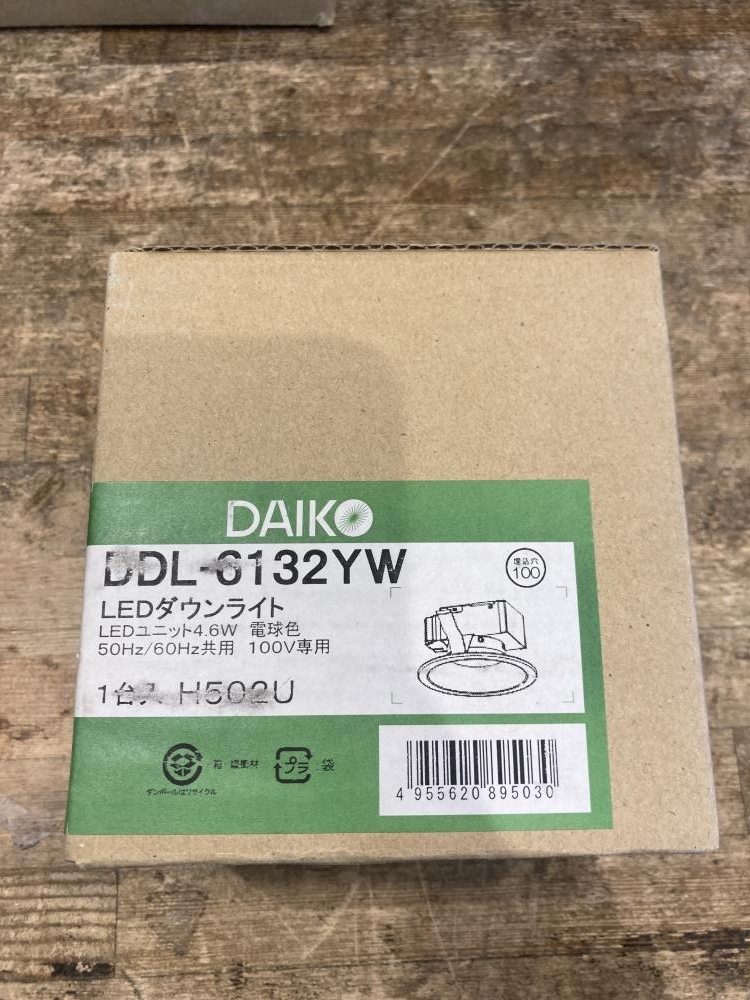 DAIKO
DDL-6132YW
埋込穴
100
LEDダウンライト
LEDユニット4.6W 電球色
50Hz/60Hz共用 100V専用
1台入 H502U
箱・緩衝材
プラ:袋
ダンボールはリサイクル
4 955620 895030